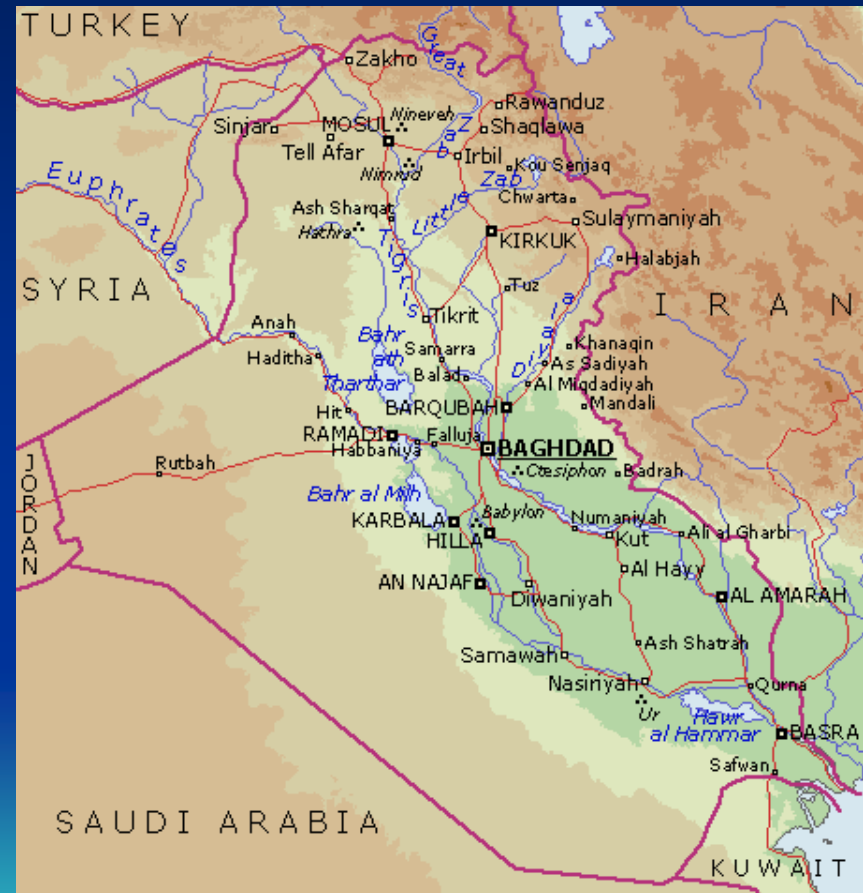 TURKEY
Zakho
Great Zab
Rawanduz
Sinjar
MOSUL
Nineveh
Shaqlawa
Tell Afar
Irbil
Nimrud
Kou Senjaq
Little Zab
Euphrates
Chwarta
Ash Sharqat
Sulaymaniyah
Hathra
KIRKUK
Tigris
Halabjah
SYRIA
Tuz
IRAN
Tikrit
Anah
Bahr
ath
Tharthar
Diyala
Khanaqin
Samarra
Haditha
As Sadiyah
Balad
Al Miqdadiyah
Hit
BARQUBAH
Mandali
RAMADI
Falluja
Habbaniya
BAGHDAD
JORDAN
Rutbah
Ctesiphon
Badrah
Bahr al Milh
KARBALA
Babylon
Numaniyah
HILLA
Kut
Ali al Gharbi
Al Hayy
AN NAJAF
Diwaniyah
AL AMARAH
Ash Shatrah
Samawah
Nasiriyah
Qurna
Ur
Hawr
al Hammar
BASRA
Safwan
SAUDI ARABIA
KUWAIT